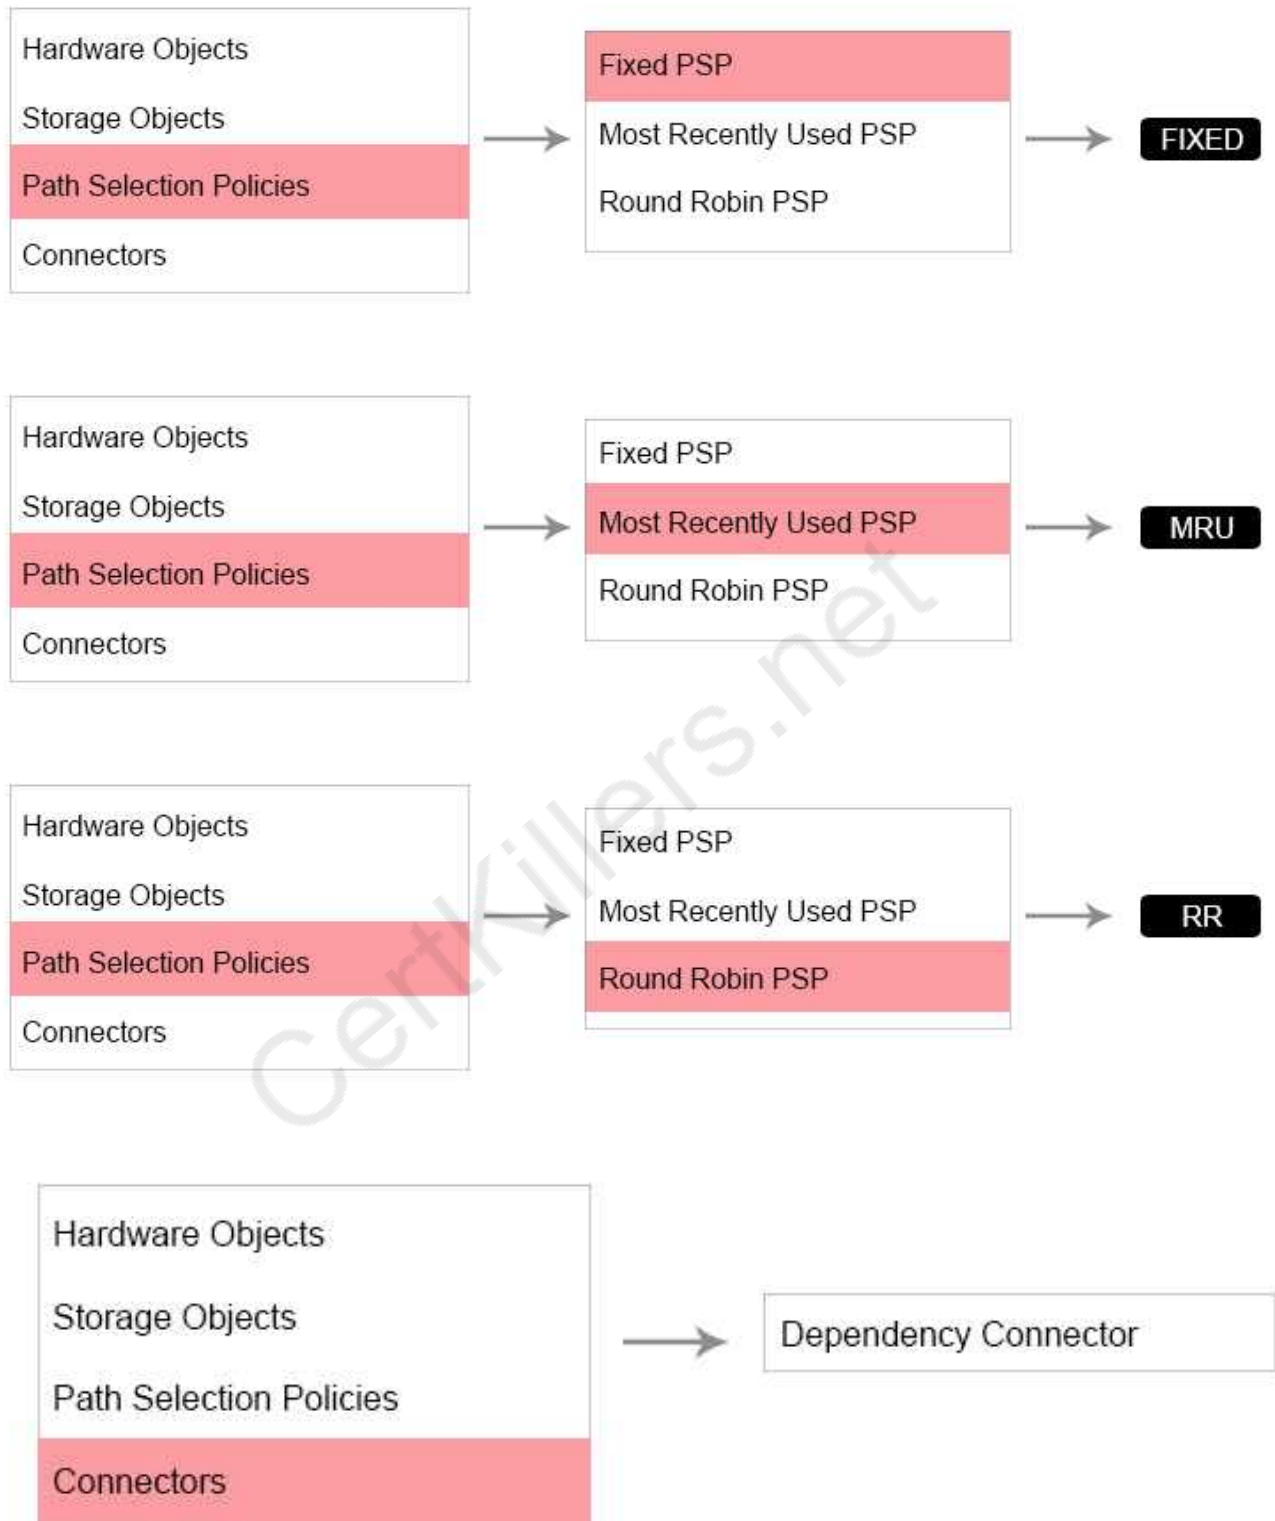 Hardware Objects
Storage Objects
Path Selection Policies
Connectors
Fixed PSP
Most Recently Used PSP
Round Robin PSP
FIXED
Hardware Objects
Storage Objects
Path Selection Policies
Connectors
Fixed PSP
Most Recently Used PSP
Round Robin PSP
MRU
Hardware Objects
Storage Objects
Path Selection Policies
Connectors
Fixed PSP
Most Recently Used PSP
Round Robin PSP
RR
Hardware Objects
Storage Objects
Path Selection Policies
Connectors
Dependency Connector
CertKillers.net